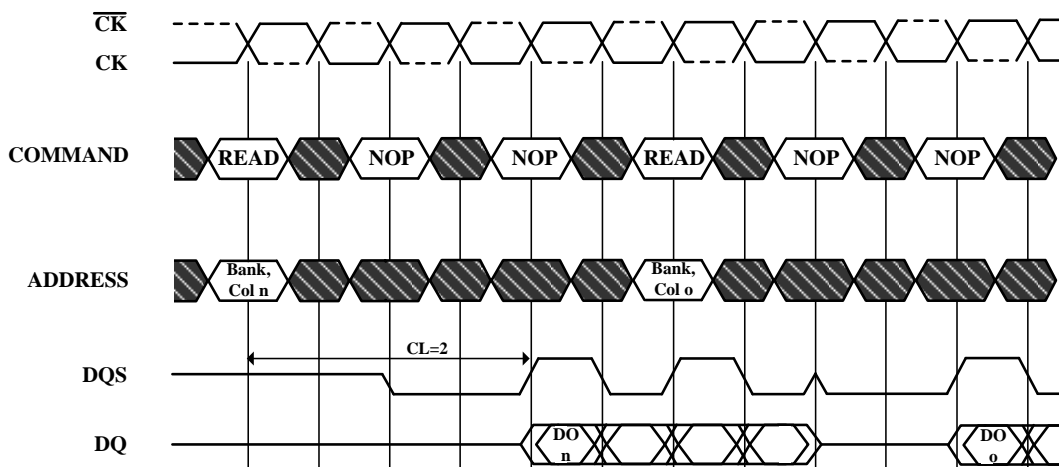 CK
CK
COMMAND READ NOP NOP READ NOP NOP
ADDRESS Bank, Col n Bank, Col o
CL=2
DQS
DQ DO n DO o